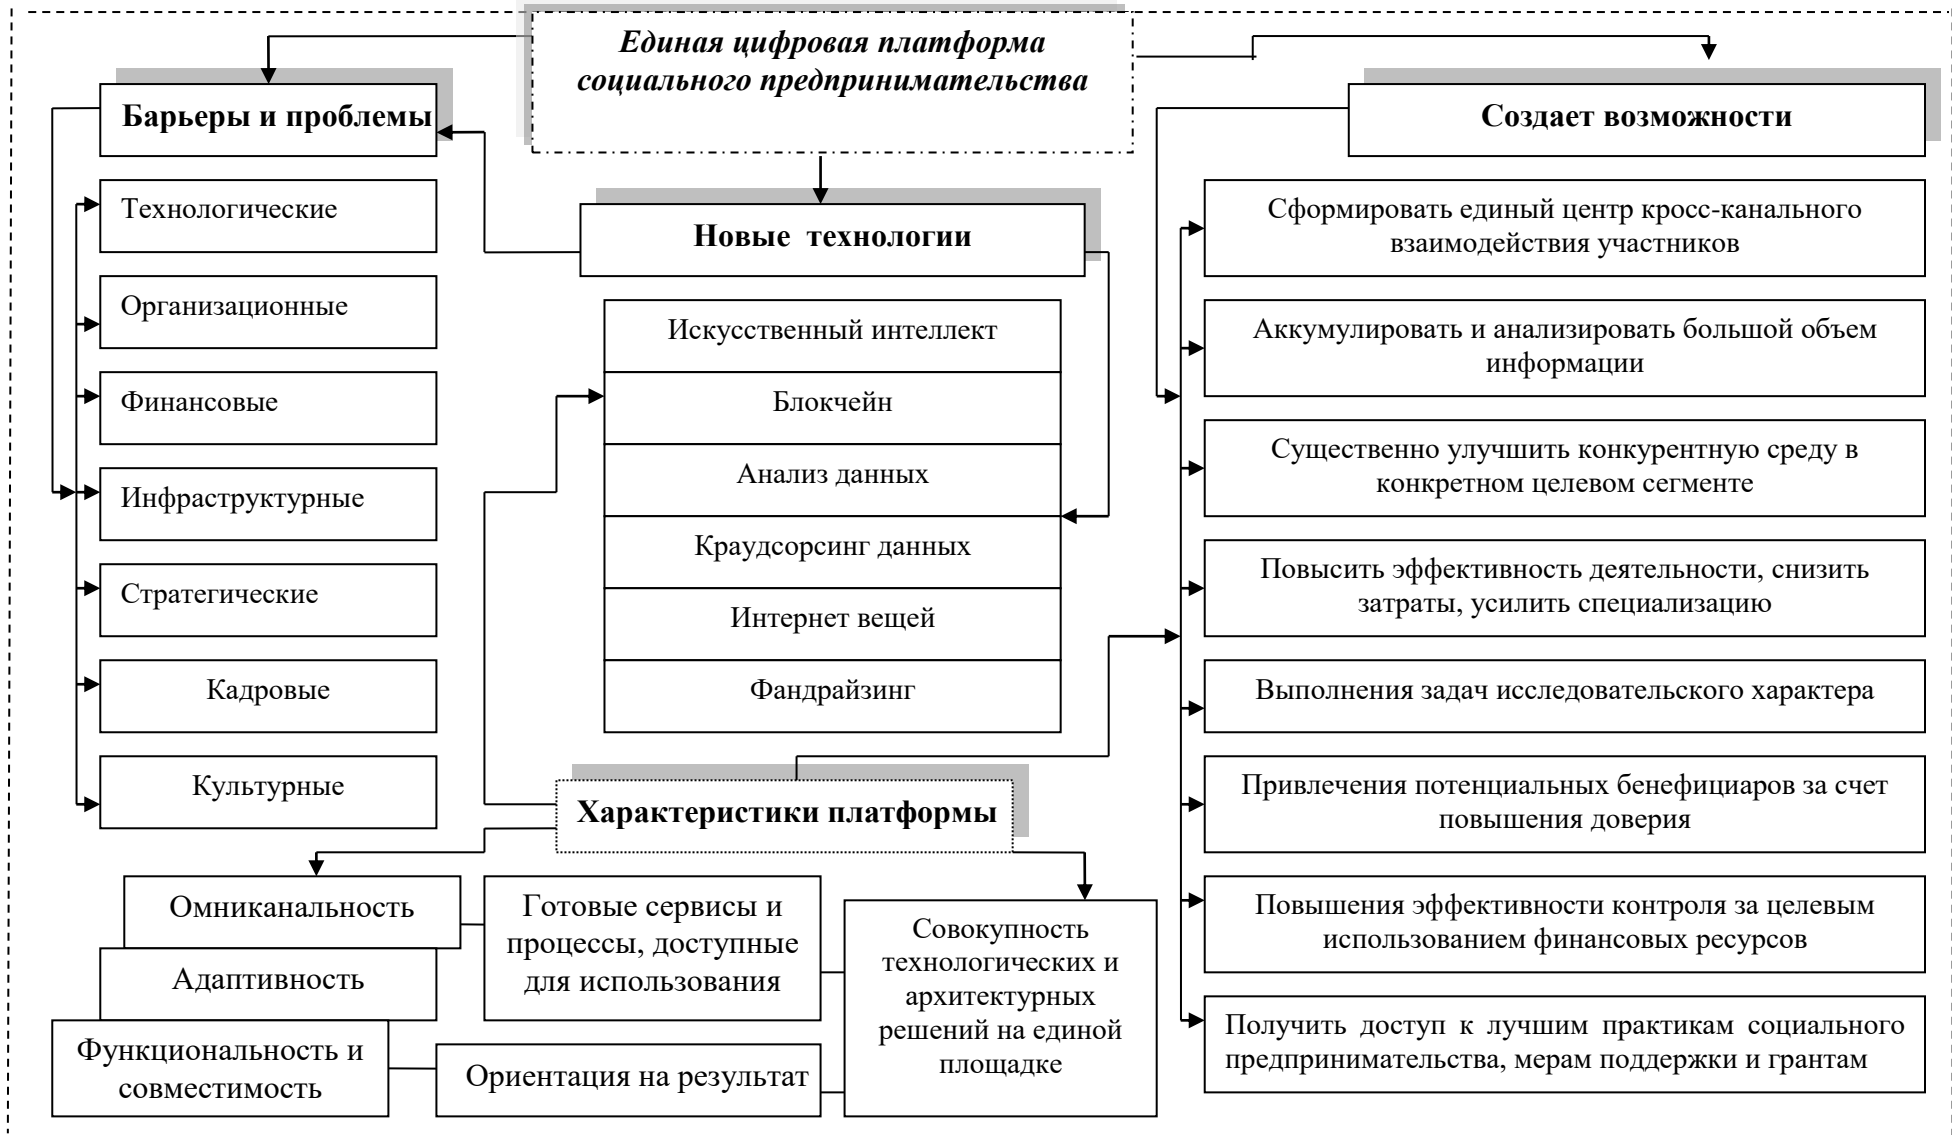 Единая цифровая платформа
социального предпринимательства
Барьеры и проблемы
Технологические
Организационные
Финансовые
Инфраструктурные
Стратегические
Кадровые
Культурные
Новые технологии
Искусственный интеллект
Блокчейн
Анализ данных
Краудсорсинг данных
Интернет вещей
Фандрайзинг
Создает возможности
Сформировать единый центр кросс-канального
взаимодействия участников
Аккумулировать и анализировать большой объем
информации
Существенно улучшить конкурентную среду в
конкретном целевом сегменте
Повысить эффективность деятельности, снизить
затраты, усилить специализацию
Выполнения задач исследовательского характера
Привлечения потенциальных бенефициаров за счет
повышения доверия
Повышения эффективности контроля за целевым
использованием финансовых ресурсов
Получить доступ к лучшим практикам социального
предпринимательства, мерам поддержки и грантам
Характеристики платформы
Омниканальность
Адаптивность
Функциональность и
совместимость
Готовые сервисы и
процессы, доступные
для использования
Ориентация на результат
Совокупность
технологических и
архитектурных
решений на единой
площадке